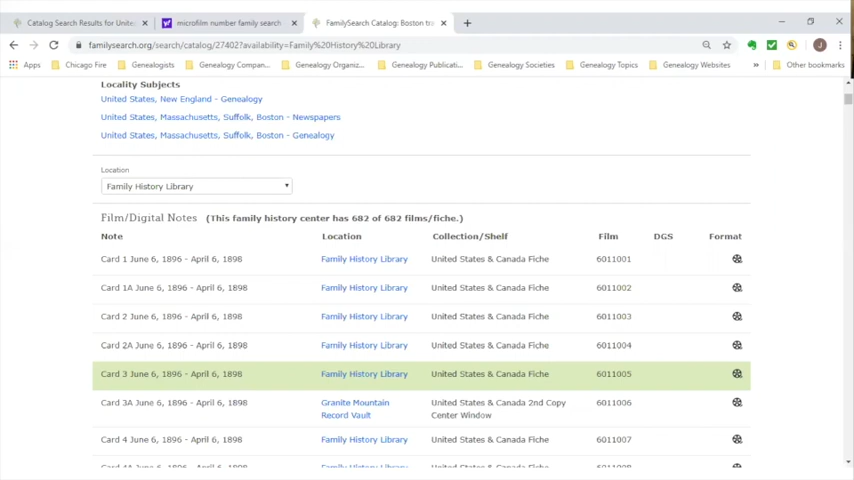 Catalog Search Results for Unite
microfilm number family search
FamilySearch Catalog: Boston tra
familysearch.org/search/catalog/27402?availability=Family%20History%20Library
J
Apps Chicago Fire Genealogists Genealogy Compan... Genealogy Organiz... Genealogy Publicati... Genealogy Societies Genealogy Topics Genealogy Websites » Other bookmarks
Locality Subjects
United States, New England - Genealogy
United States, Massachusetts, Suffolk, Boston - Newspapers
United States, Massachusetts, Suffolk, Boston - Genealogy
Location
Family History Library
Film/Digital Notes (This family history center has 682 of 682 films/fiche.)
Note Location Collection/Shelf Film DGS Format
Card 1 June 6, 1896 - April 6, 1898 Family History Library United States & Canada Fiche 6011001
Card 1A June 6, 1896 - April 6, 1898 Family History Library United States & Canada Fiche 6011002
Card 2 June 6, 1896 - April 6, 1898 Family History Library United States & Canada Fiche 6011003
Card 2A June 6, 1896 - April 6, 1898 Family History Library United States & Canada Fiche 6011004
Card 3 June 6, 1896 - April 6, 1898 Family History Library United States & Canada Fiche 6011005
Card 3A June 6, 1896 - April 6, 1898 Granite Mountain United States & Canada 2nd Copy 6011006
Record Vault Center Window
Card 4 June 6, 1896 - April 6, 1898 Family History Library United States & Canada Fiche 6011007